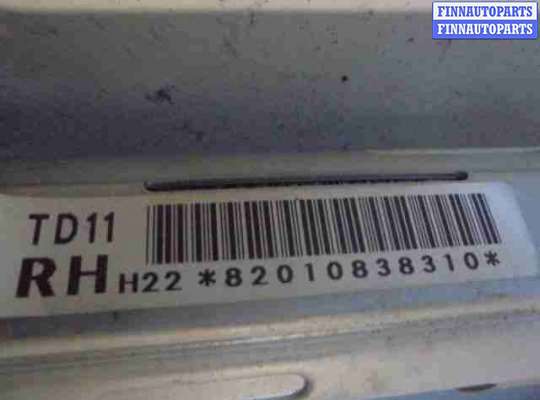 FINNAUTOPARTS
FINNAUTOPARTS
TD11
RH H22 *82010838310*